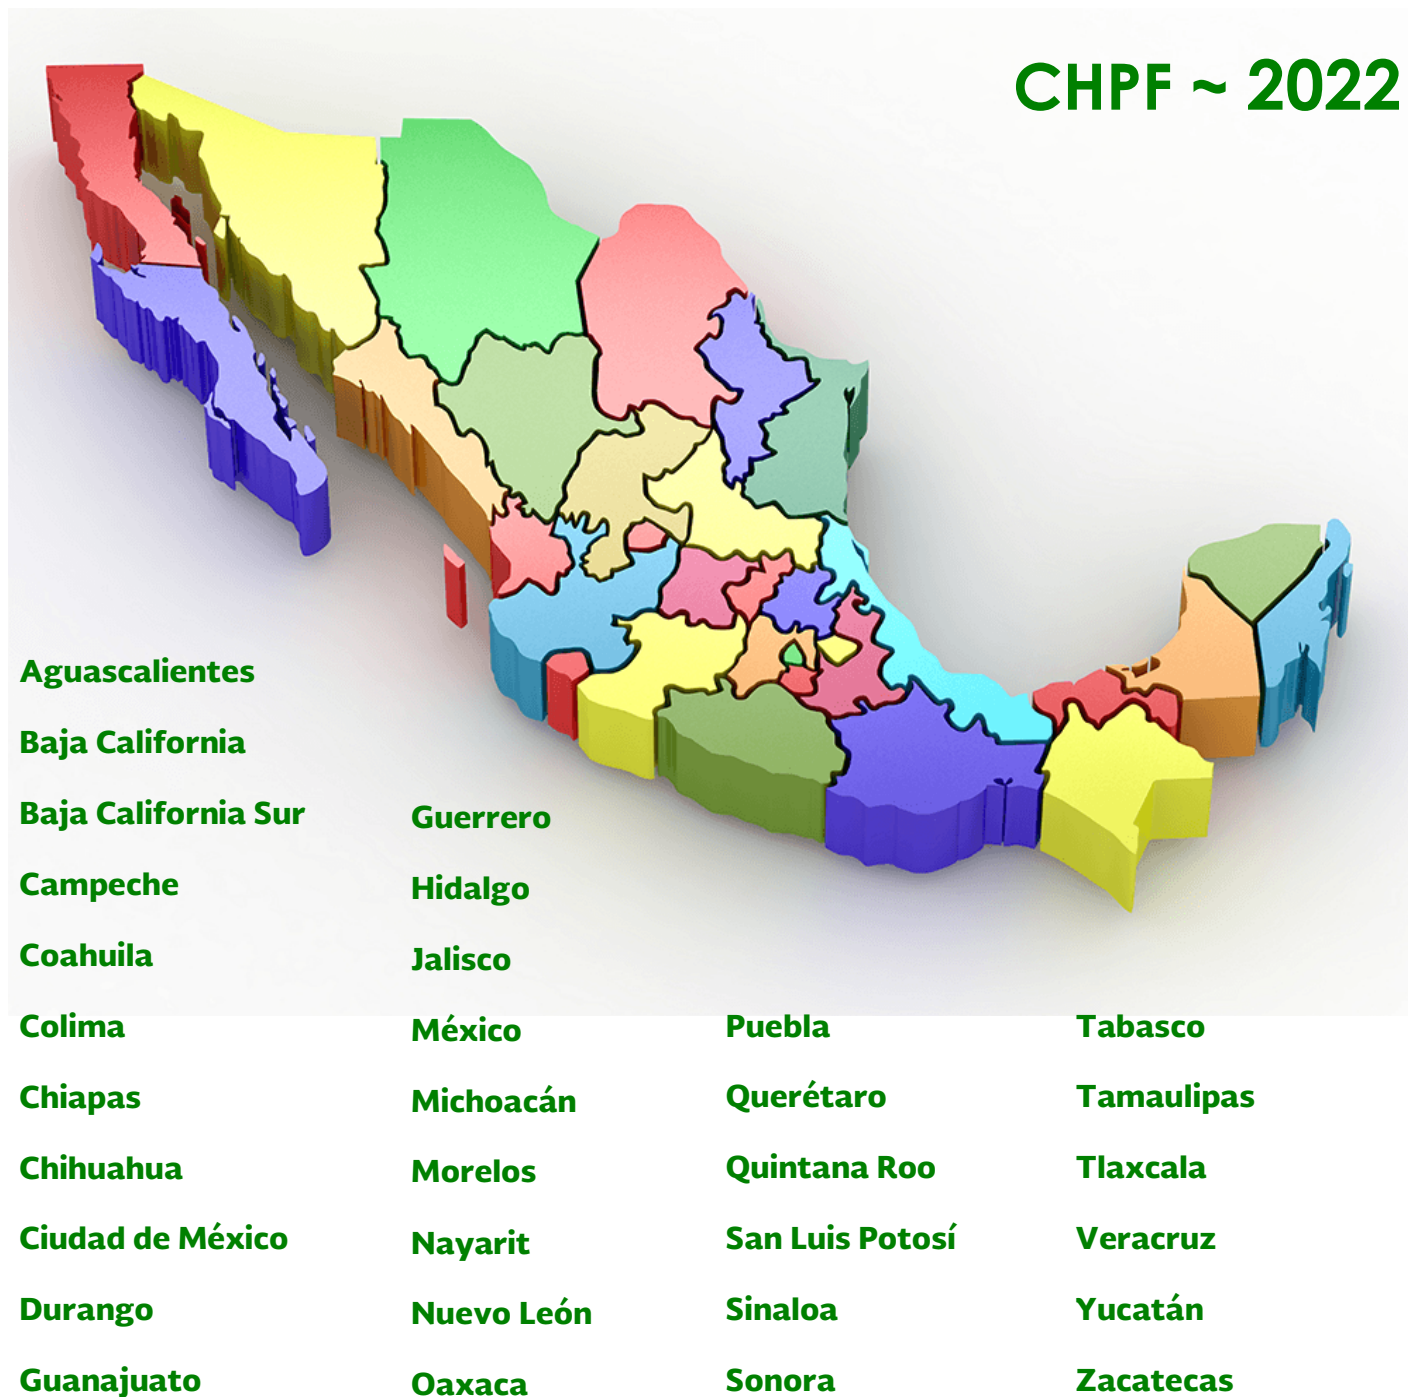 CHPF ~ 2022
Aguascalientes
Baja California
Baja California Sur
Campeche
Coahuila
Colima
Chiapas
Chihuahua
Ciudad de México
Durango
Guanajuato
Guerrero
Hidalgo
Jalisco
México
Michoacán
Morelos
Nayarit
Nuevo León
Oaxaca
Puebla
Querétaro
Quintana Roo
San Luis Potosí
Sinaloa
Sonora
Tabasco
Tamaulipas
Tlaxcala
Veracruz
Yucatán
Zacatecas